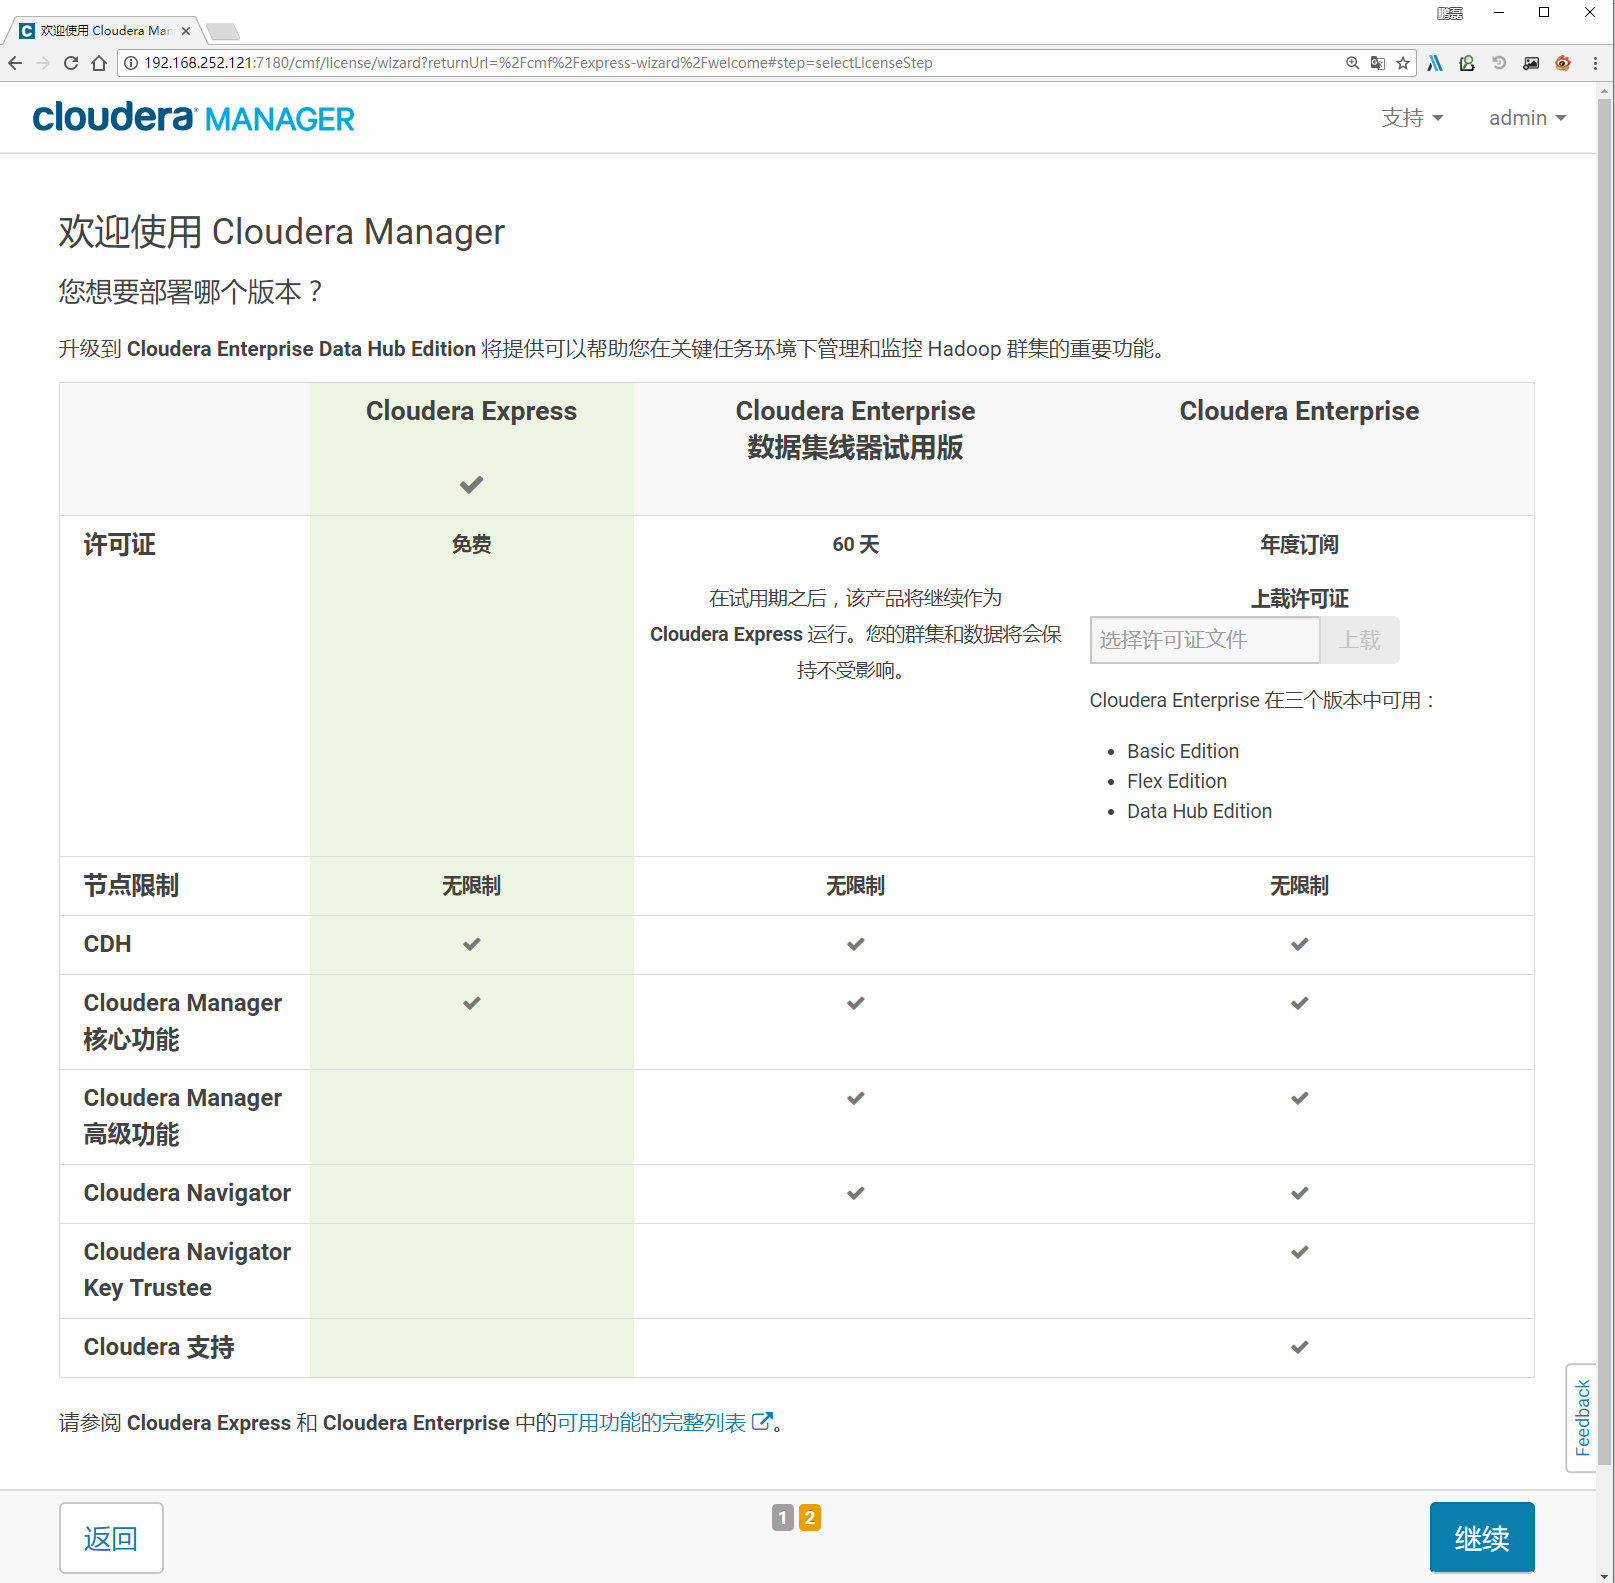 鹏磊
欢迎使用 Cloudera Man
192.168.252.121:7180/cmf/license/wizard?returnUrl=%2Fcmf%2Fexpress-wizard%2Fwelcome#step=selectLicenseStep
cloudera MANAGER
支持
admin
欢迎使用 Cloudera Manager
您想要部署哪个版本？
升级到 Cloudera Enterprise Data Hub Edition 将提供可以帮助您在关键任务环境下管理和监控 Hadoop 群集的重要功能。
Cloudera Express
Cloudera Enterprise
数据集线器试用版
Cloudera Enterprise
许可证
免费
60 天
在试用期之后，该产品将继续作为
Cloudera Express 运行。您的群集和数据将会保
持不受影响。
年度订阅
上载许可证
选择许可证文件
上载
Cloudera Enterprise 在三个版本中可用：
Basic Edition
Flex Edition
Data Hub Edition
节点限制
无限制
无限制
无限制
CDH
Cloudera Manager
核心功能
Cloudera Manager
高级功能
Cloudera Navigator
Cloudera Navigator
Key Trustee
Cloudera 支持
请参阅 Cloudera Express 和 Cloudera Enterprise 中的可用功能的完整列表。
Feedback
返回
1 2
继续